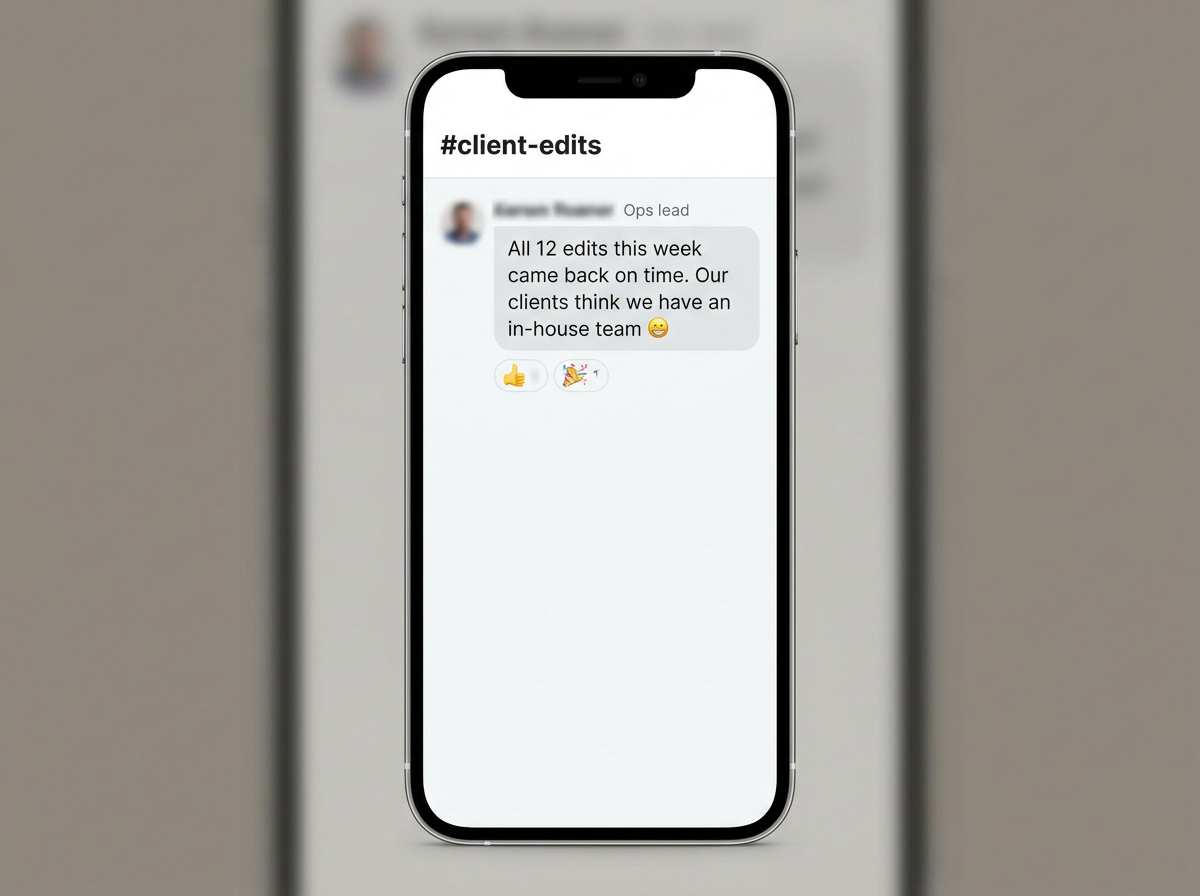 #client-edits
Ops lead
All 12 edits this week
came back on time. Our
clients think we have an
in-house team 😀